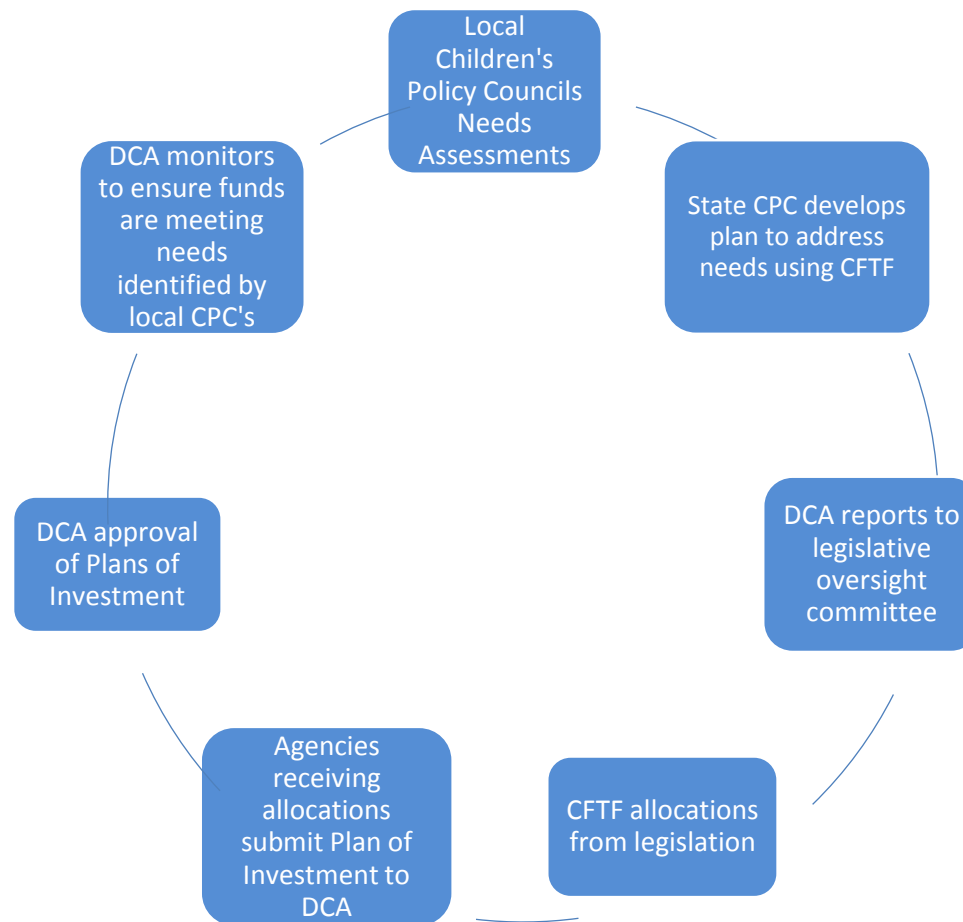 Local
Children's
Policy Councils
Needs
Assessments
State CPC develops
plan to address
needs using CFTF
DCA reports to
legislative
oversight
committee
CFTF allocations
from legislation
Agencies
receiving
allocations
submit Plan of
Investment to
DCA
DCA approval
of Plans of
Investment
DCA monitors
to ensure funds
are meeting
needs
identified by
local CPC's